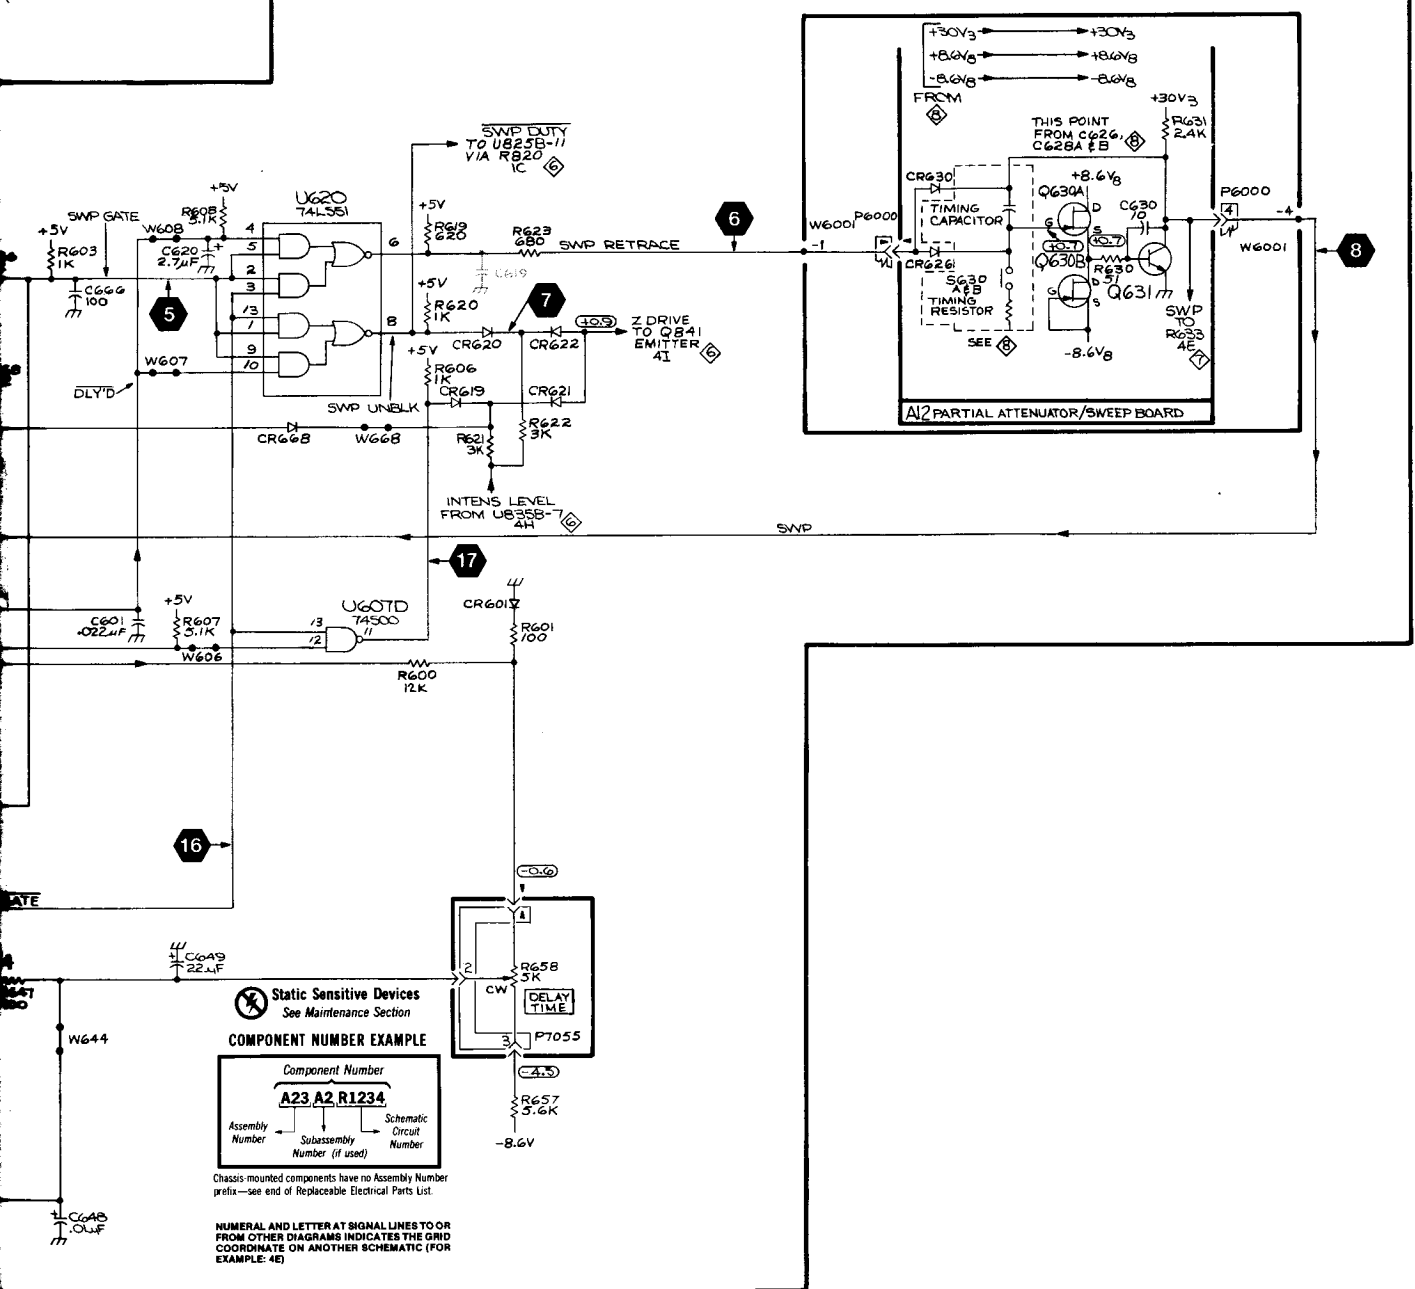 +30V3
+30V3
+8.6V8
+8.6V8
-8.6V8
-8.6V8
FROM
8
+30V3
R631
2.4K
THIS POINT
FROM C626,
C628A & B
8
SWP DUTY
TO U825B-11
VIA R820
1C
6
CR630
+8.6V8
Q630A
D
S
G
TIMING
CAPACITOR
C630
10
P6000
4
-4
W6001
8
+5V
R608
5.1K
U620
74LS51
SWP GATE
W608
+5V
R603
1K
C620
2.7µF
+
4
5
2
3
13
1
9
10
6
8
+5V
R619
620
R623
680
SWP RETRACE
6
W6001
-1
P6000
CR626
+0.7
+0.7
Q630B
G
D
S
R630
51
Q631
S630
A&B
TIMING
RESISTOR
SEE 8
-8.6V8
SWP
TO
R633
4E
7
C666
100
5
C619
+5V
R620
1K
7
CR620
CR622
+0.9
Z DRIVE
TO Q841
EMITTER
4I
6
+5V
R606
1K
W607
DLY'D
CR619
CR621
SWP UNBLK
CR668
W668
R621
3K
R622
3K
A12 PARTIAL ATTENUATOR/SWEEP BOARD
INTENS LEVEL
FROM U835B-7
4H
6
SWP
17
CR601
C601
.022µF
+5V
R607
5.1K
W606
U607D
74S00
13
12
11
R601
100
R600
12K
16
-0.6
ATE
C649
22µF
+
2
R658
5K
CW
DELAY
TIME
3
P7055
-4.3
R657
5.6K
-8.6V
W644
C648
.01µF
+
Static Sensitive Devices
See Maintenance Section
COMPONENT NUMBER EXAMPLE
Component Number
A23 A2 R1234
Assembly
Number
Subassembly
Number (if used)
Schematic
Circuit
Number
Chassis-mounted components have no Assembly Number
prefix—see end of Replaceable Electrical Parts List.
NUMERAL AND LETTER AT SIGNAL LINES TO OR
FROM OTHER DIAGRAMS INDICATES THE GRID
COORDINATE ON ANOTHER SCHEMATIC (FOR
EXAMPLE: 4E)